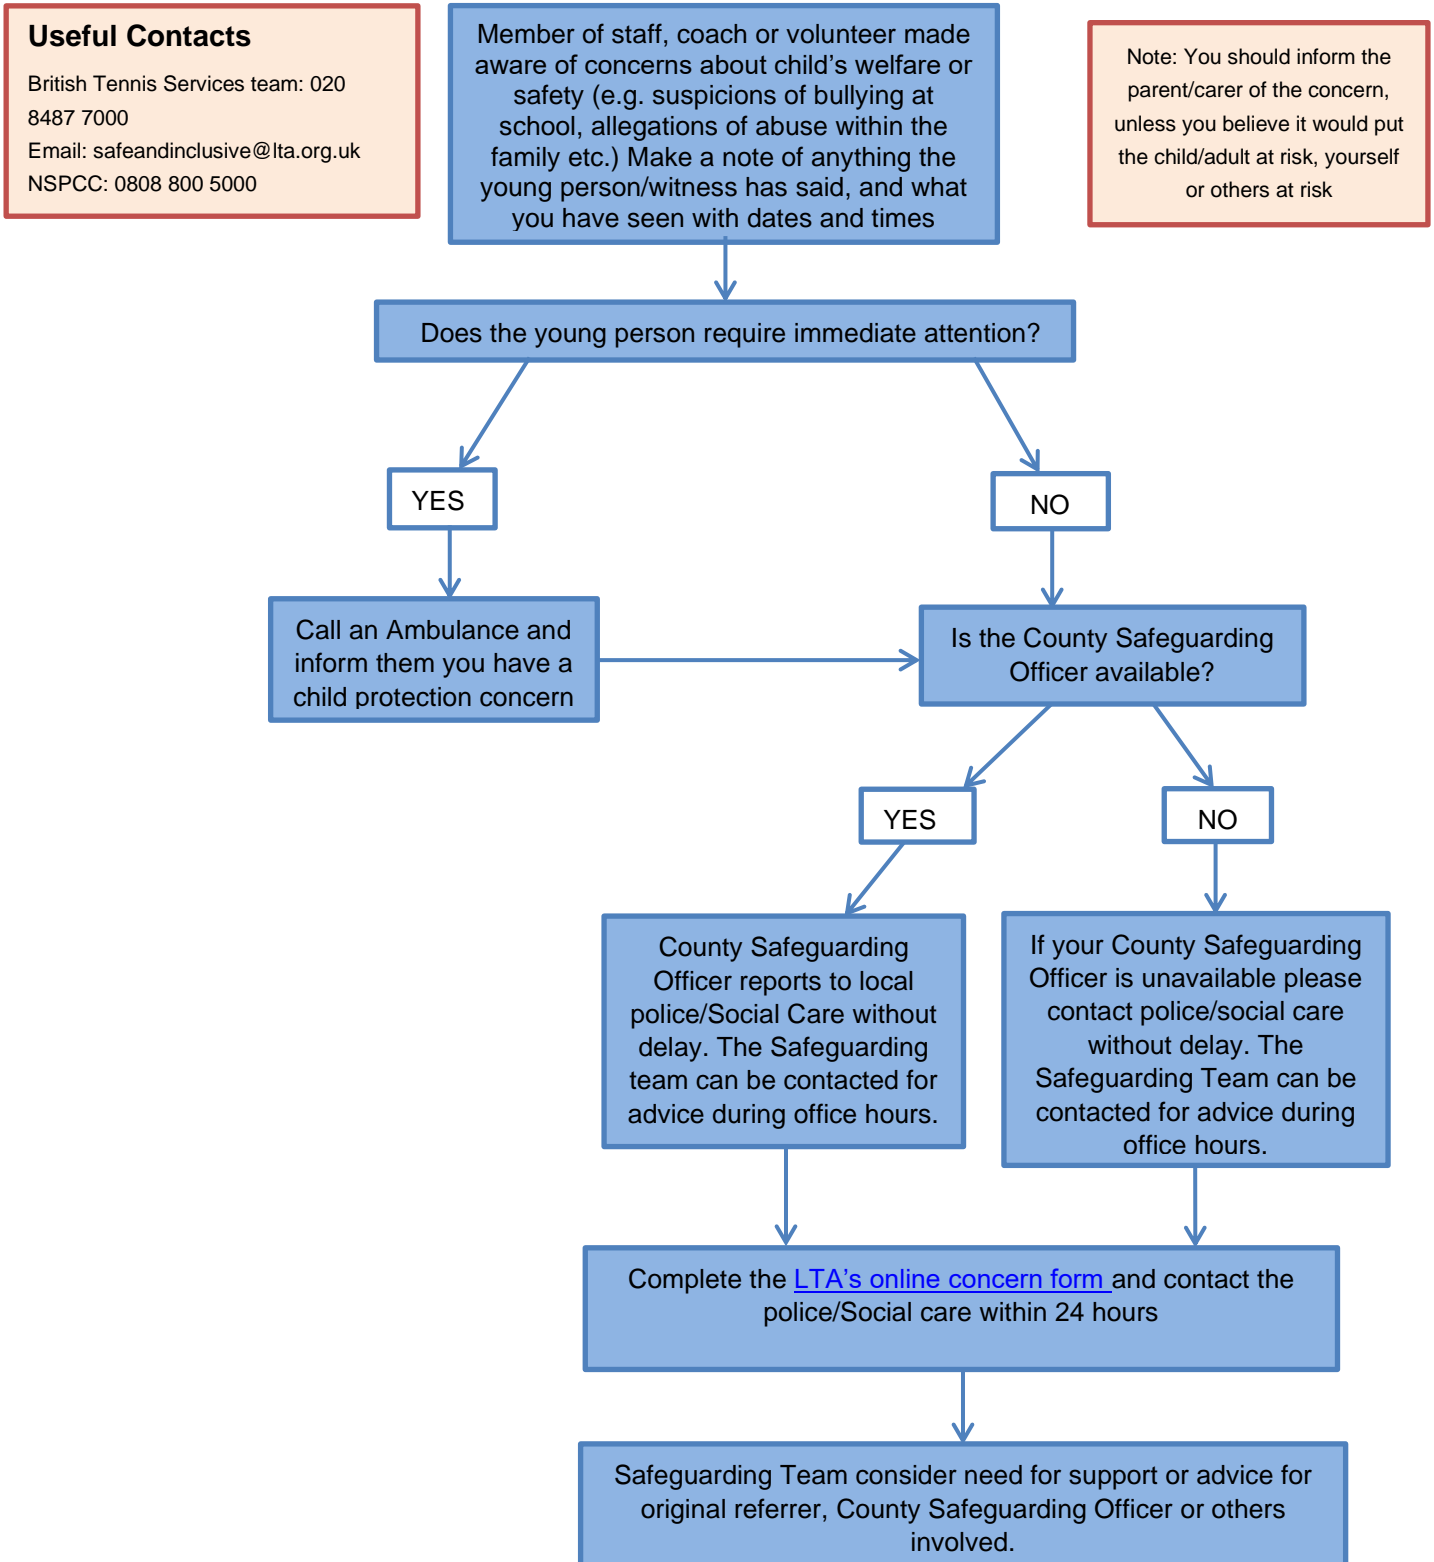 Useful Contacts
British Tennis Services team: 020
8487 7000
Email: safeandinclusive@lta.org.uk
NSPCC: 0808 800 5000
Member of staff, coach or volunteer made
aware of concerns about child’s welfare or
safety (e.g. suspicions of bullying at
school, allegations of abuse within the
family etc.) Make a note of anything the
young person/witness has said, and what
you have seen with dates and times
Note: You should inform the
parent/carer of the concern,
unless you believe it would put
the child/adult at risk, yourself
or others at risk
Does the young person require immediate attention?
YES
NO
Call an Ambulance and
inform them you have a
child protection concern
Is the County Safeguarding
Officer available?
YES
NO
County Safeguarding
Officer reports to local
police/Social Care without
delay. The Safeguarding
team can be contacted for
advice during office hours.
If your County Safeguarding
Officer is unavailable please
contact police/social care
without delay. The
Safeguarding Team can be
contacted for advice during
office hours.
Complete the LTA’s online concern form and contact the
police/Social care within 24 hours
Safeguarding Team consider need for support or advice for
original referrer, County Safeguarding Officer or others
involved.